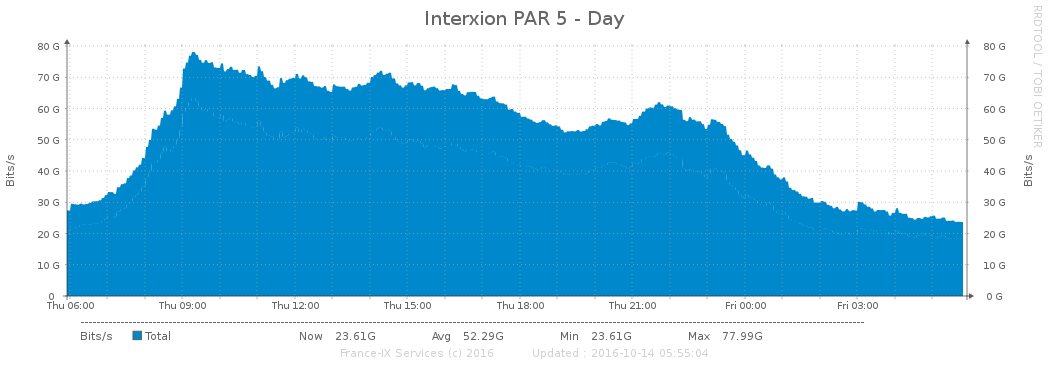 Interxion PAR 5 - Day
RRDTOOL / TOBI OETIKER
80 G 80 G
70 G 70 G
60 G 60 G
50 G 50 G
40 G 40 G
30 G 30 G
20 G 20 G
10 G 10 G
0 0 G
Bits/s
Bits/s
Thu 06:00 Thu 09:00 Thu 12:00 Thu 15:00 Thu 18:00 Thu 21:00 Fri 00:00 Fri 03:00
Bits/s Total Now 23.61G Avg 52.29G Min 23.61G Max 77.99G
France-IX Services (c) 2016 Updated : 2016-10-14 05:55:04